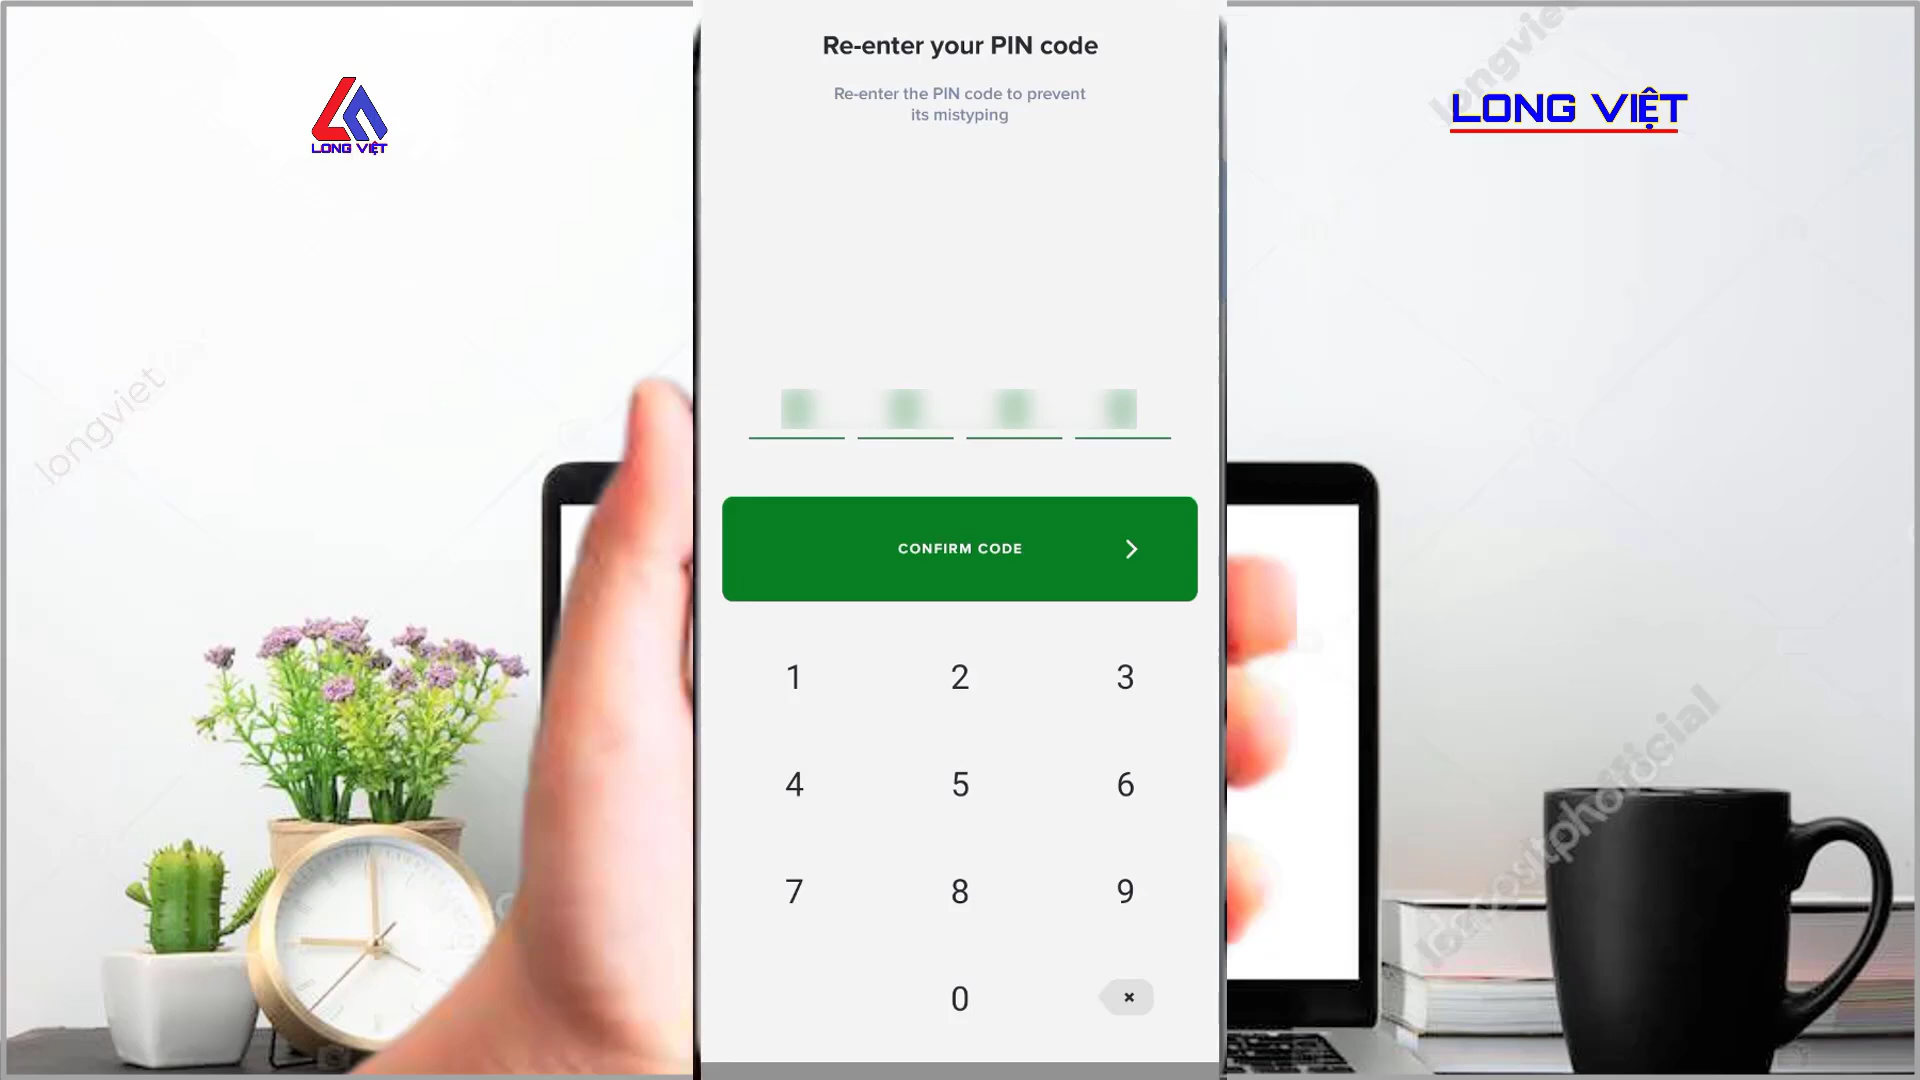 LONG VIỆT
Re-enter your PIN code
Re-enter the PIN code to prevent
its mistyping
LONG VIỆT
longviet
CONFIRM CODE
1 2 3
4 5 6
7 8 9
0